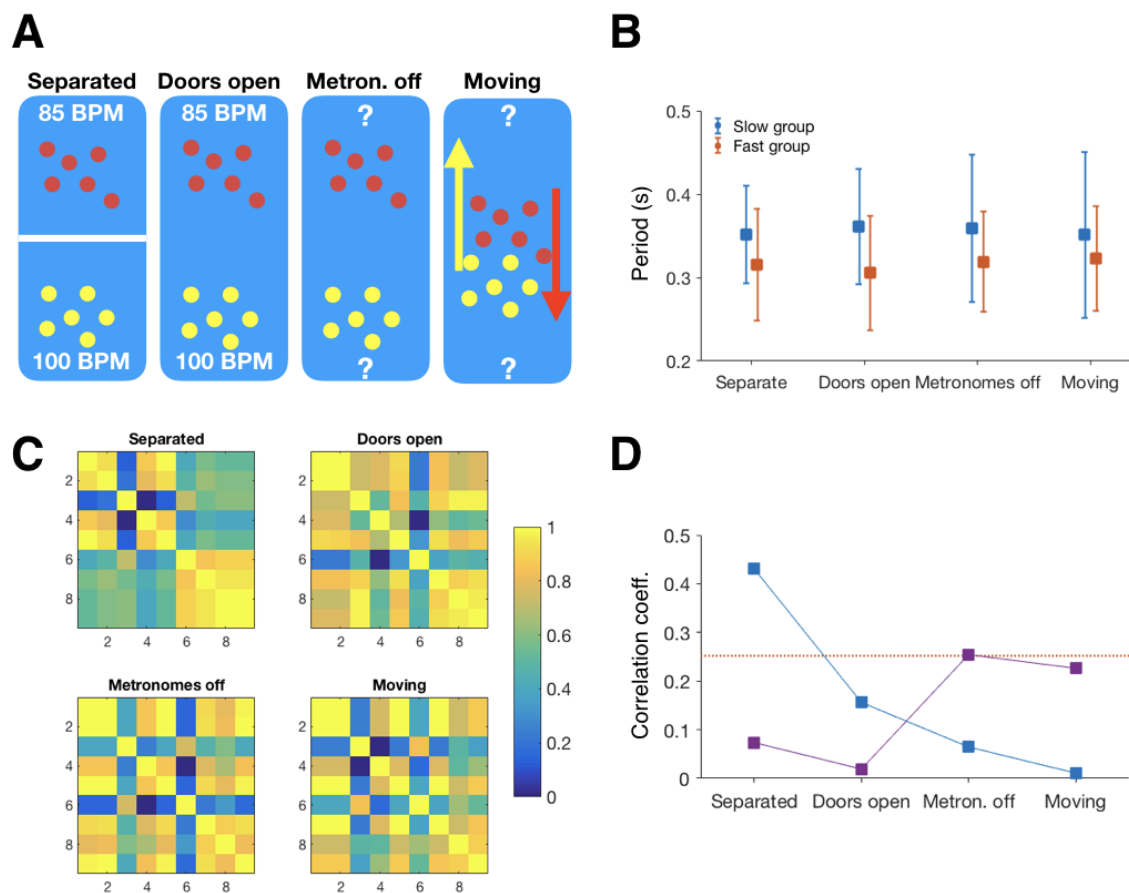 A
Separated Doors open Metron. off Moving
85 BPM 85 BPM ? ?
100 BPM 100 BPM ? ?
B
0.5
Slow group
Fast group
0.4
Period (s)
0.3
0.2
Separate Doors open Metronomes off Moving
C
Separated
2
4
6
8
2 4 6 8
Doors open
2
4
6
8
2 4 6 8
Metronomes off
2
4
6
8
2 4 6 8
Moving
2
4
6
8
2 4 6 8
1
0.8
0.6
0.4
0.2
0
D
0.5
0.4
0.3
0.2
0.1
0
Correlation coeff.
Separated Doors open Metron. off Moving